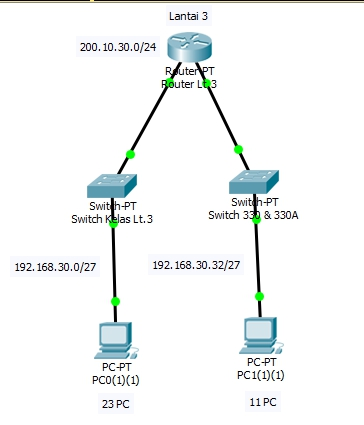 Lantai 3
200.10.30.0/24
Router-PT
Router Lt.3
Switch-PT
Switch Kelas Lt.3
Switch-PT
Switch 330 & 330A
192.168.30.0/27
192.168.30.32/27
PC-PT
PC0(1)(1)
PC-PT
PC1(1)(1)
23 PC
11 PC